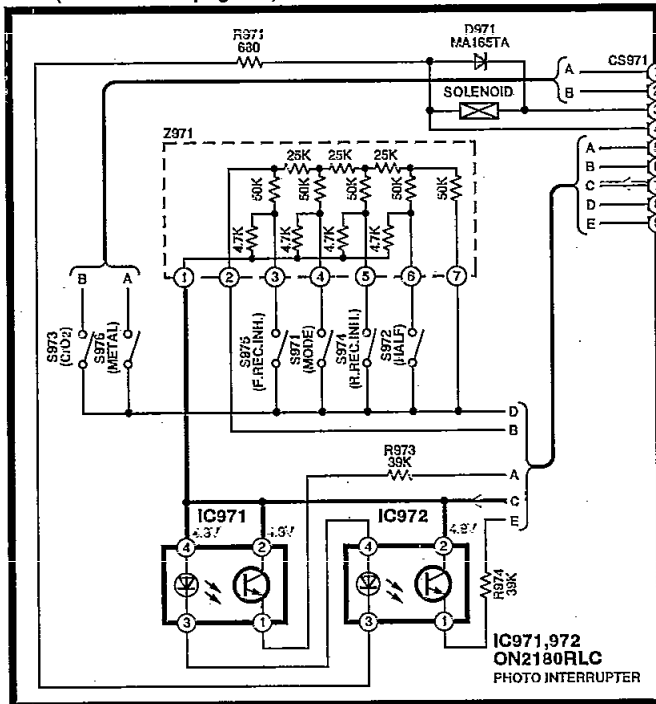 R971
680
D971
MA165TA
CS971
A
B
SOLENOID
Z971
25K 25K 25K
50K 50K 50K 50K
4.7K 4.7K 4.7K 4.7K
A
B
C
D
E
1 2 3 4 5 6 7
B A
S973
(CrO2)
S976
(METAL)
S975
(F.REC.INH.)
S971
(MODE)
S974
(R.REC.INH.)
S972
(HALF)
D
B
R973
39K
A
C
E
IC971
IC972
4.9V
4.9V
4 2
4 2
3 1
3 1
R974
39K
IC971,972
ON2180RLC
PHOTO INTERRUPTER